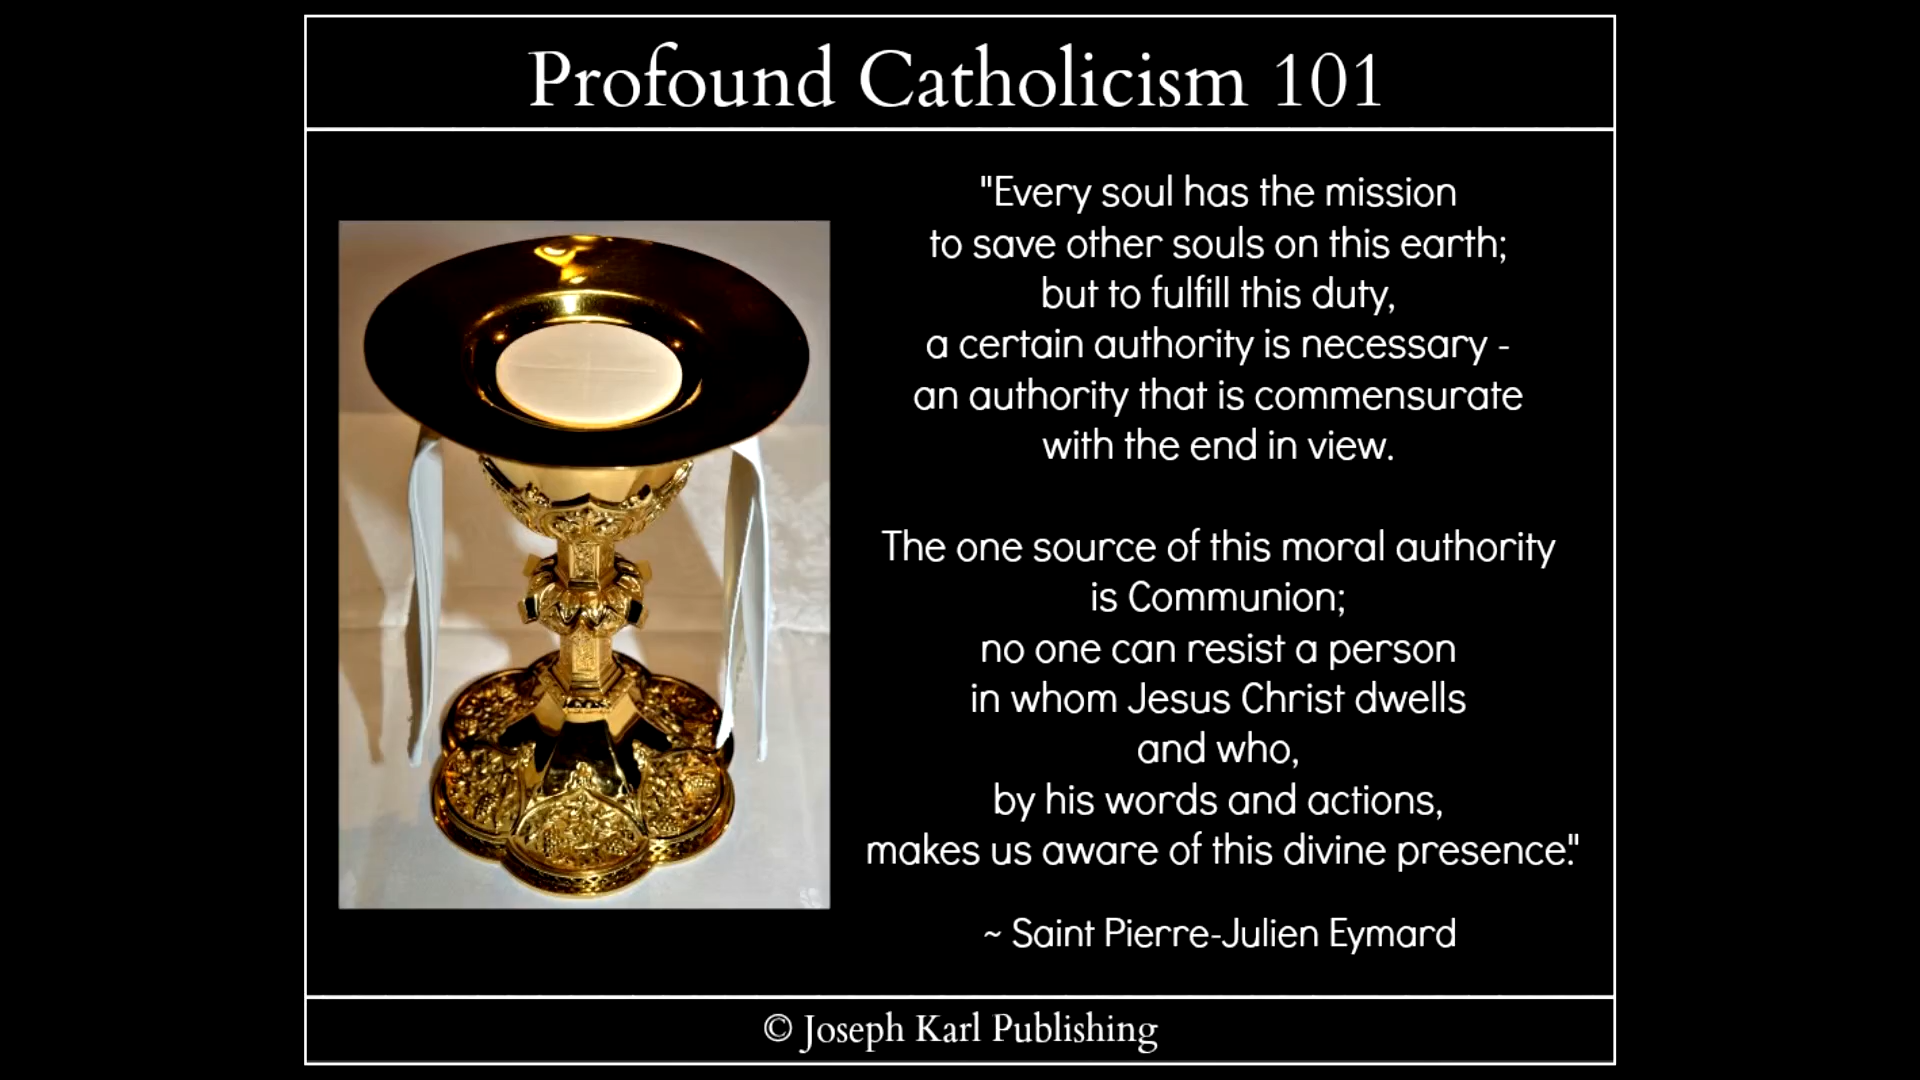 Profound Catholicism 101
"Every soul has the mission
to save other souls on this earth;
but to fulfill this duty,
a certain authority is necessary -
an authority that is commensurate
with the end in view.
The one source of this moral authority
is Communion;
no one can resist a person
in whom Jesus Christ dwells
and who,
by his words and actions,
makes us aware of this divine presence."
~ Saint Pierre-Julien Eymard
© Joseph Karl Publishing